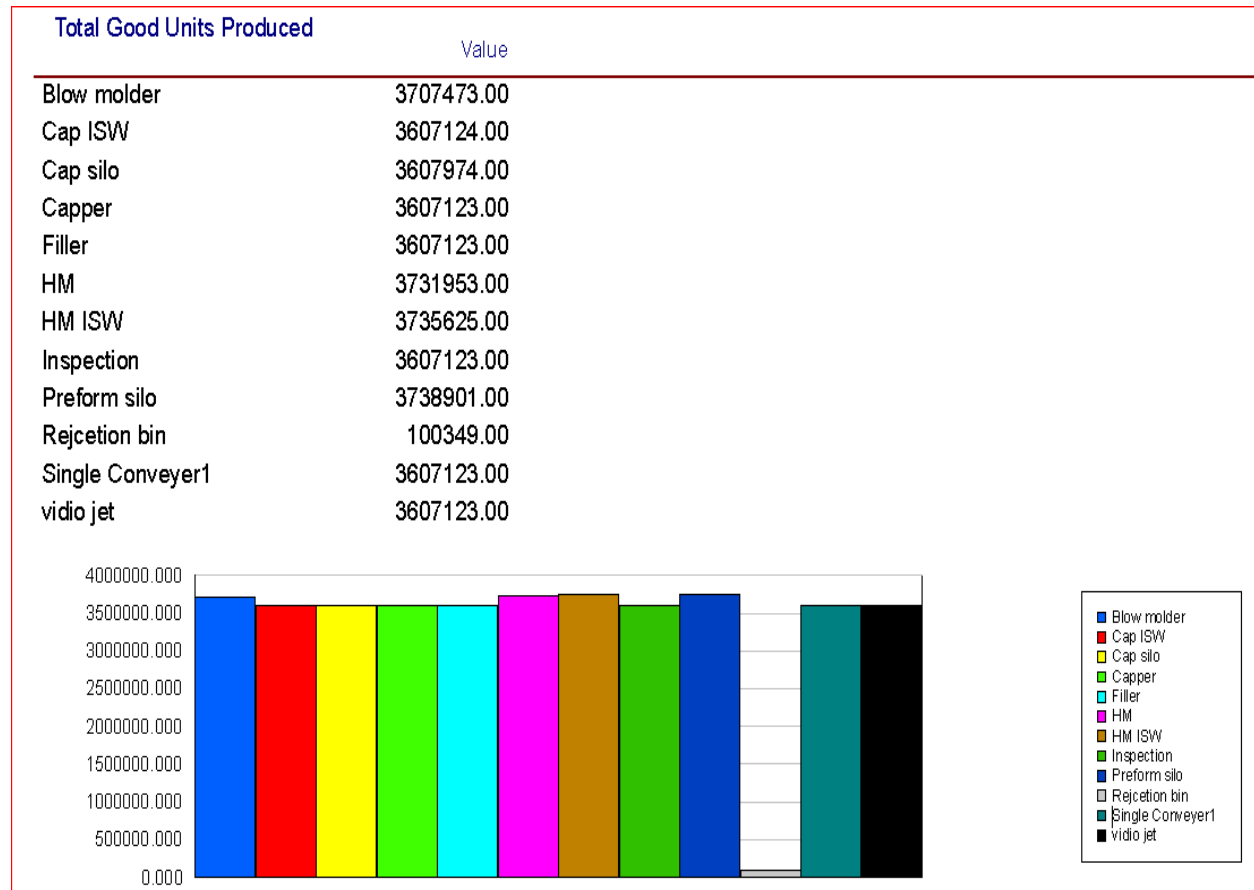 Total Good Units Produced
Value
Blow molder 3707473.00
Cap ISW 3607124.00
Cap silo 3607974.00
Capper 3607123.00
Filler 3607123.00
HM 3731953.00
HM ISW 3735625.00
Inspection 3607123.00
Preform silo 3738901.00
Rejcetion bin 100349.00
Single Conveyer1 3607123.00
vidio jet 3607123.00
4000000.000
3500000.000
3000000.000
2500000.000
2000000.000
1500000.000
1000000.000
500000.000
0.000
Blow molder
Cap ISW
Cap silo
Capper
Filler
HM
HM ISW
Inspection
Preform silo
Rejcetion bin
Single Conveyer1
vidio jet